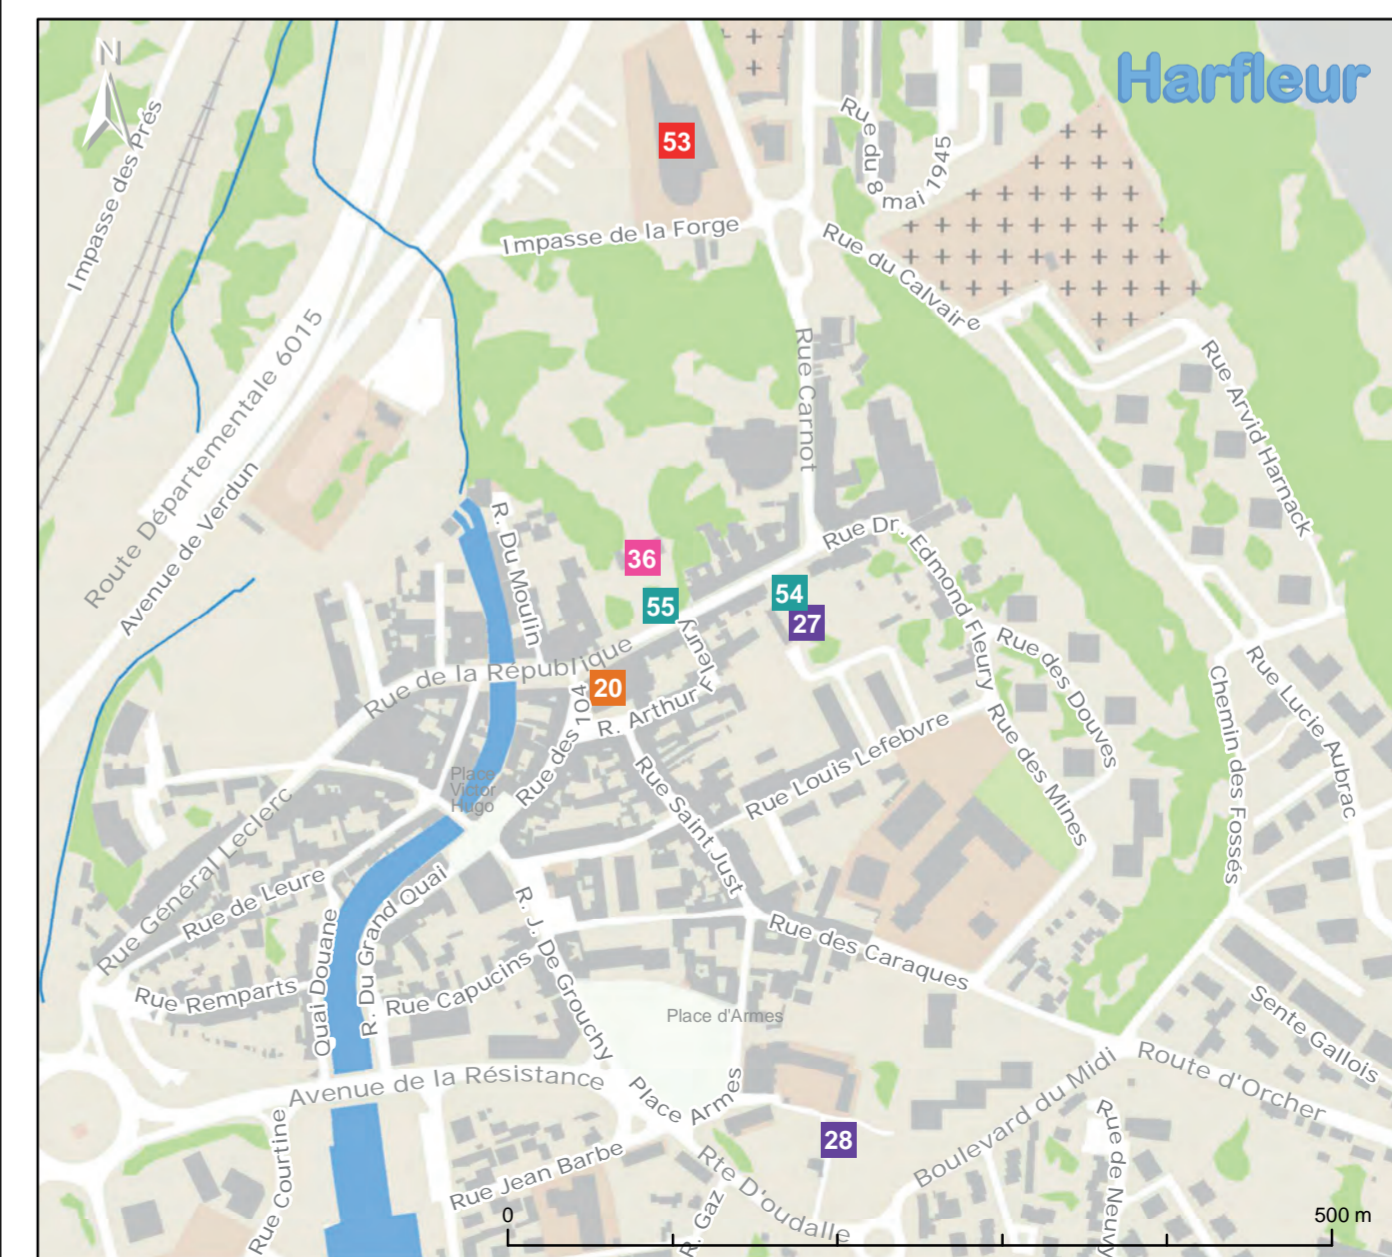 Harfleur
N
Impasse des Prés
53
Rue du 8
mai 1945
Impasse de la Forge
Rue du Calvaire
Route Départementale 6015
Rue Carnot
Rue Arvid Harnack
Avenue de Verdun
R. Du Moulin
Rue Dr. Edmond Fleury
36
55
54
27
Rue de la République
20
R. Arthur Fleury
Rue des 104
Rue des Douves
Rue Lucie Aubrac
Chemin des Fossés
Rue Louis Lefebvre
Rue des Mines
Place
Victor
Hugo
Rue Saint Just
Rue Général Leclerc
Rue de Leure
Quai Douane
R. Du Grand Quai
R. J. De Grouchy
Rue des Caraques
Rue Remparts
Rue Capucins
Place d'Armes
Sente Gallois
Avenue de la Résistance
Place Armes
Boulevard du Midi
Route d'Orcher
Rue Courtine
Rue Jean Barbe
28
Rte D'oudalle
R. Gaz
Rue de Neuvy
0
500 m